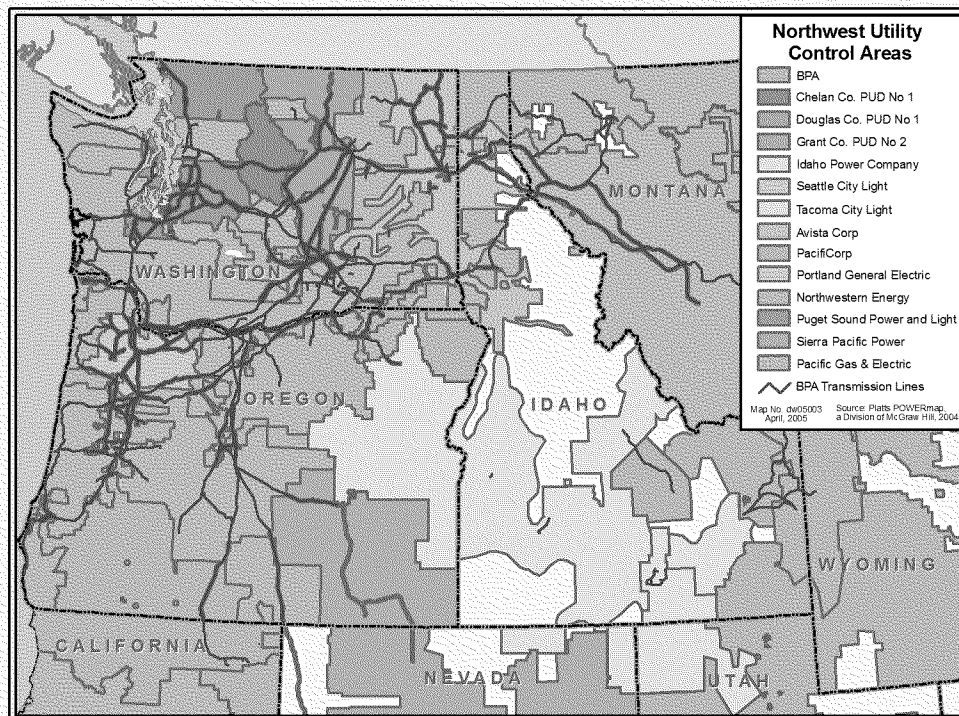 Northwest Utility
Control Areas
BPA
Chelan Co. PUD No 1
Douglas Co. PUD No 1
Grant Co. PUD No 2
Idaho Power Company
Seattle City Light
Tacoma City Light
Avista Corp
PacifiCorp
Portland General Electric
Northwestern Energy
Puget Sound Power and Light
Sierra Pacific Power
Pacific Gas & Electric
BPA Transmission Lines
Map No. dw05003
April, 2005
Source: Platts POWERmap,
a Division of McGraw Hill, 2004
MONTANA
WASHINGTON
OREGON
IDAHO
WYOMING
CALIFORNIA
NEVADA
UTAH